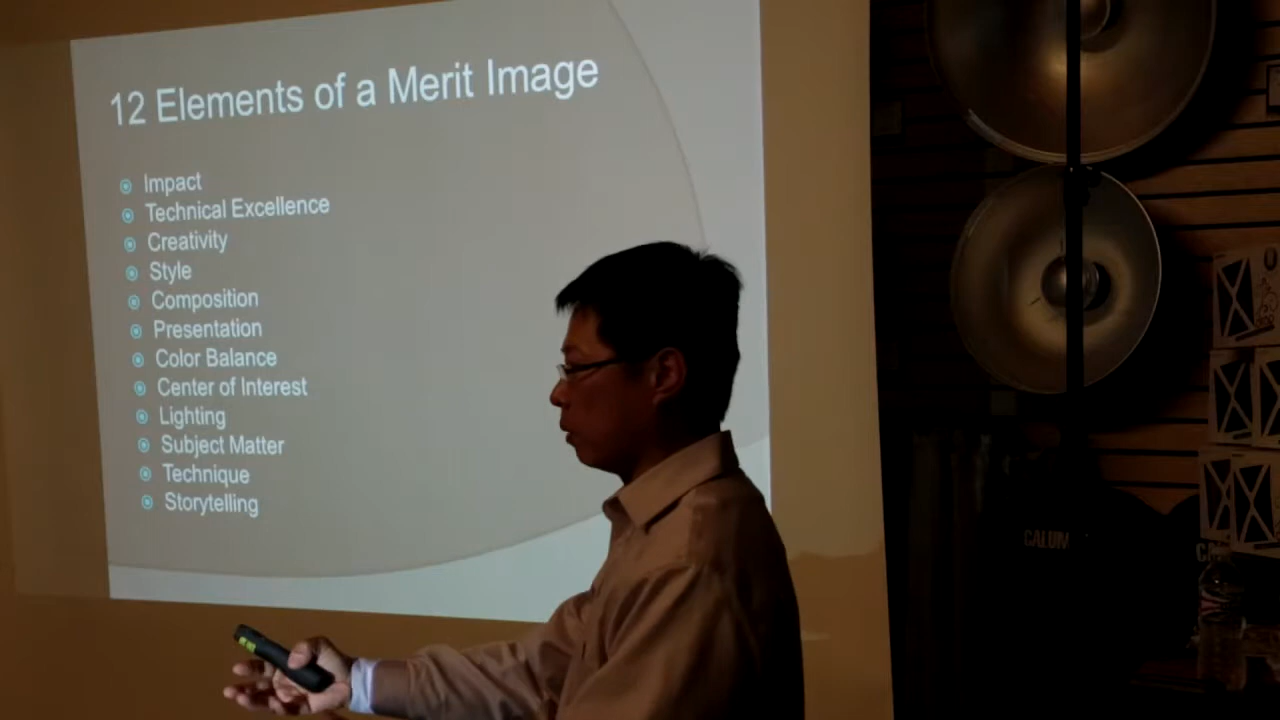 12 Elements of a Merit Image
Impact
Technical Excellence
Creativity
Style
Composition
Presentation
Color Balance
Center of Interest
Lighting
Subject Matter
Technique
Storytelling
CALUM